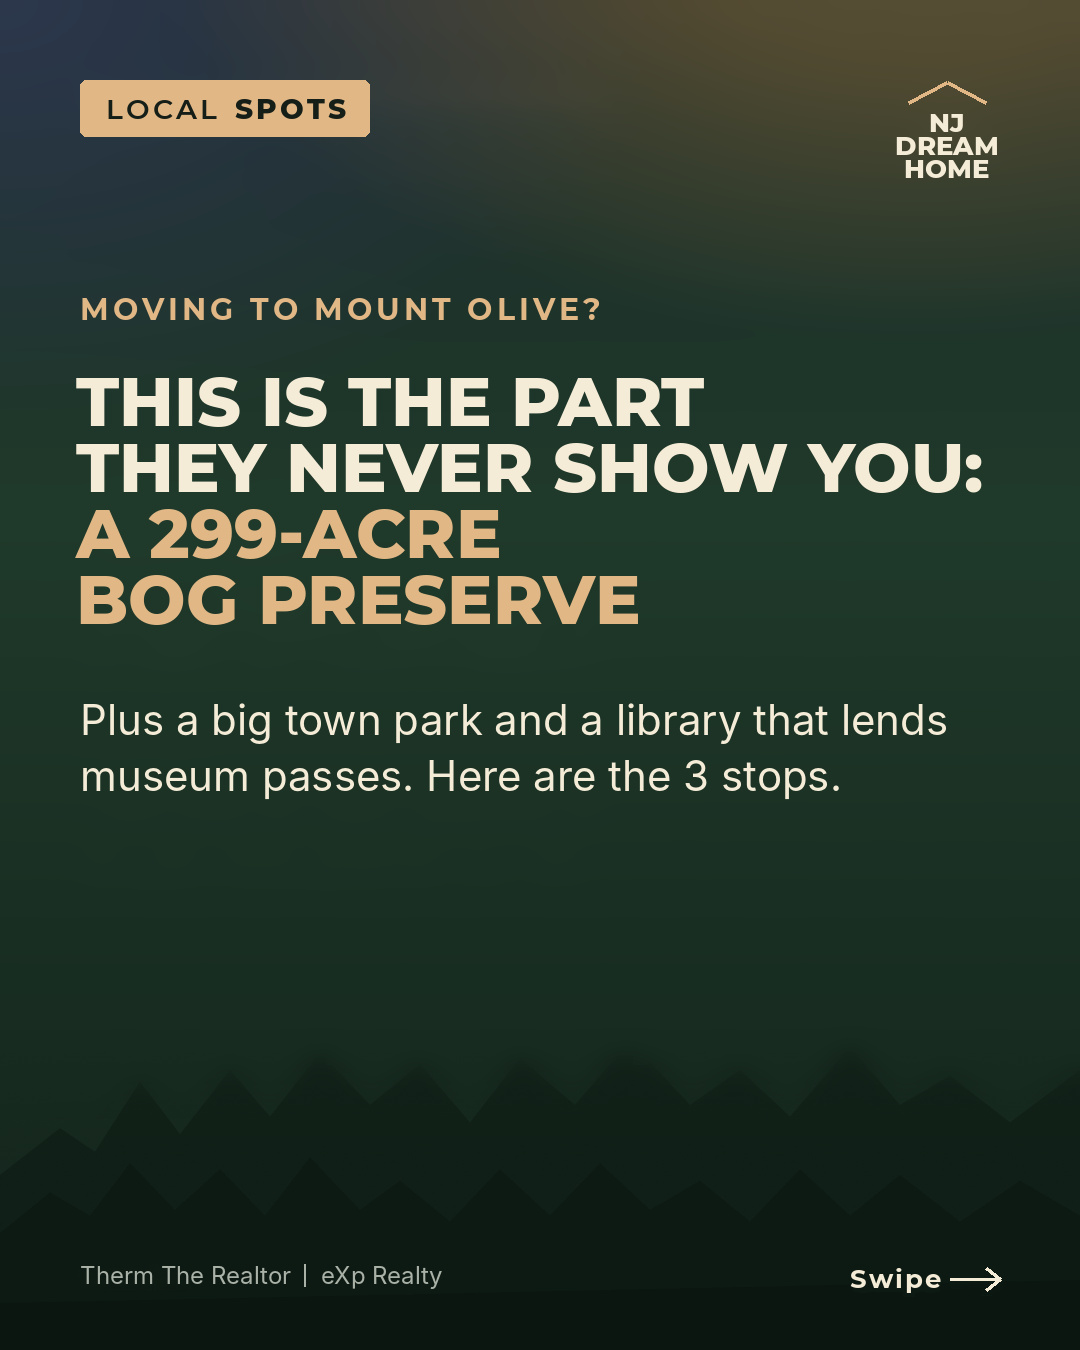 LOCAL SPOTS
NJ
DREAM
HOME
MOVING TO MOUNT OLIVE?
THIS IS THE PART
THEY NEVER SHOW YOU:
A 299-ACRE
BOG PRESERVE
Plus a big town park and a library that lends
museum passes. Here are the 3 stops.
Therm The Realtor | eXp Realty
Swipe